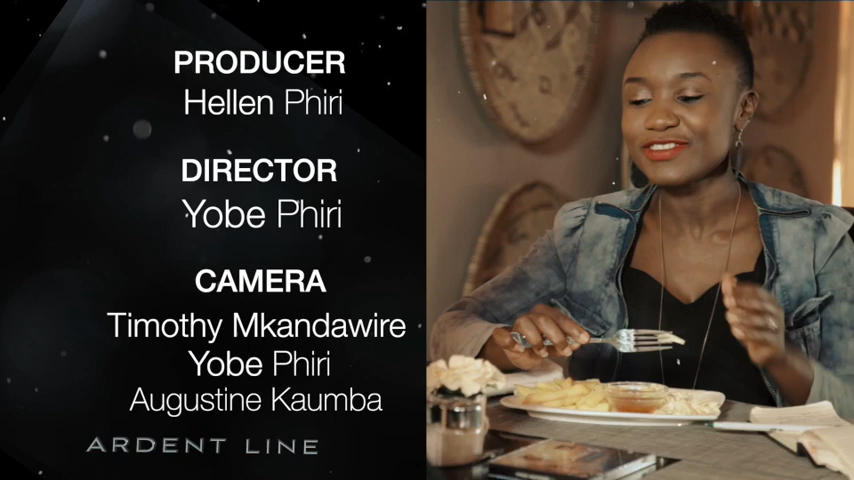 PRODUCER
Hellen Phiri
DIRECTOR
Yobe Phiri
CAMERA
Timothy Mkandawire
Yobe Phiri
Augustine Kaumba
ARDENT LINE